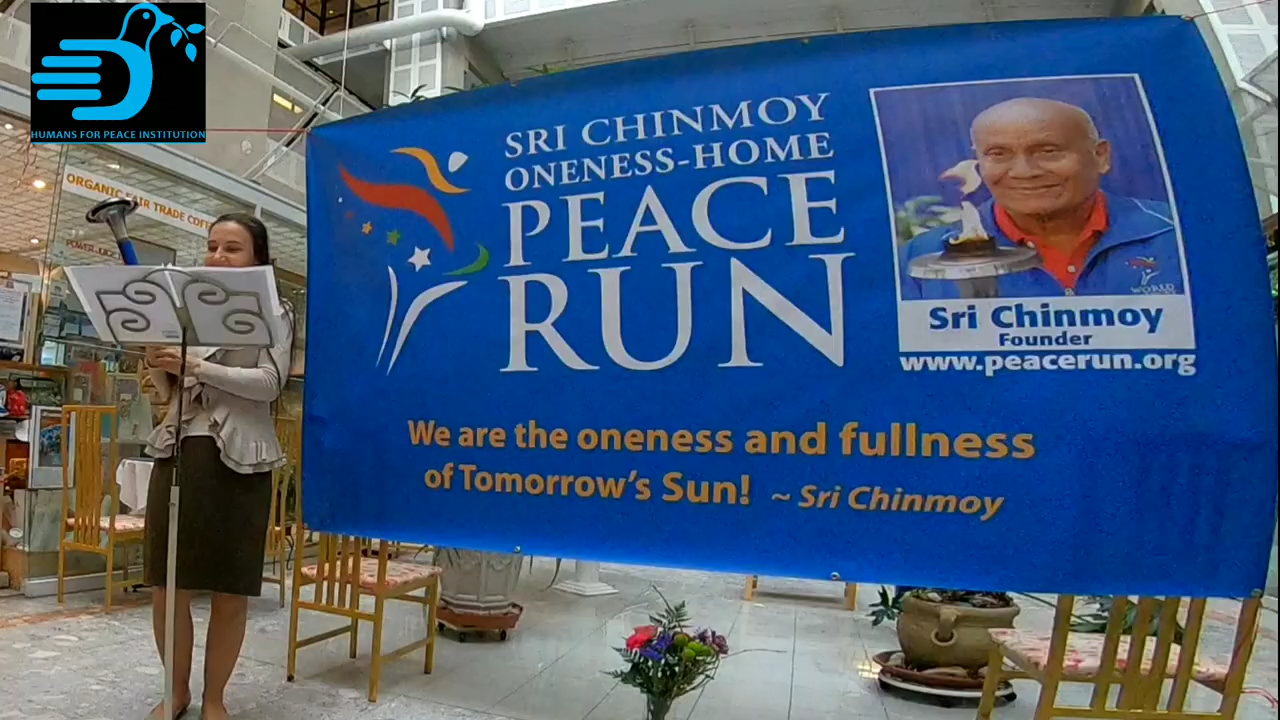 HUMANS FOR PEACE INSTITUTION
ORGANIC FAIR TRADE COFF
SRI CHINMOY
ONENESS-HOME
PEACE
RUN
Sri Chinmoy
Founder
www.peacerun.org
We are the oneness and fullness
of Tomorrow's Sun! ~ Sri Chinmoy